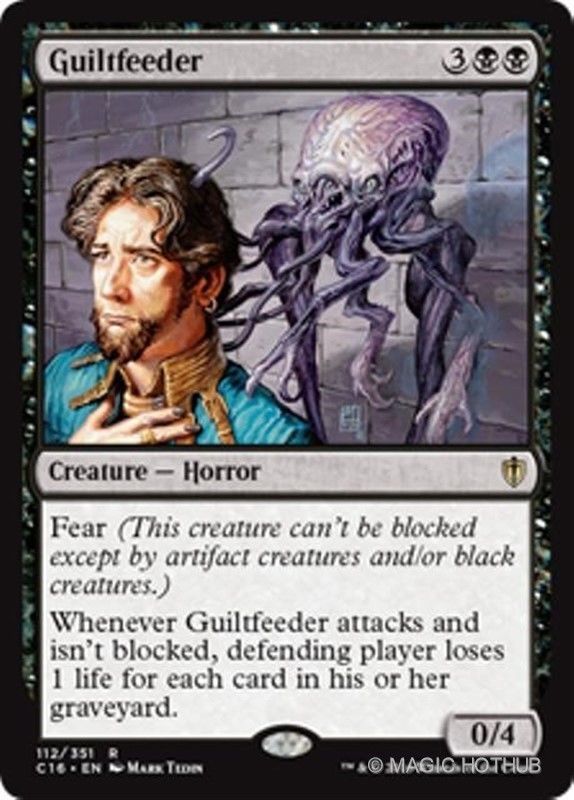 Guiltfeeder 3
Creature — Horror
Fear (This creature can't be blocked
except by artifact creatures and/or black
creatures.)
Whenever Guiltfeeder attacks and
isn't blocked, defending player loses
1 life for each card in his or her
graveyard.
0/4
112/351 R
C16 • EN Mark Tedin
™ & ©
© MAGIC HOTHUB